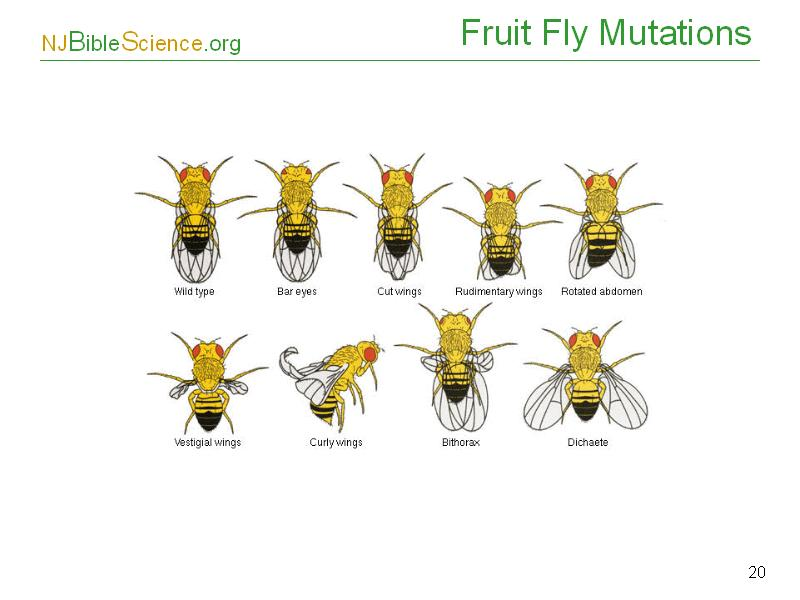 NJBibleScience.org
Fruit Fly Mutations
Wild type
Bar eyes
Cut wings
Rudimentary wings
Rotated abdomen
Vestigial wings
Curly wings
Bithorax
Dichaete
20